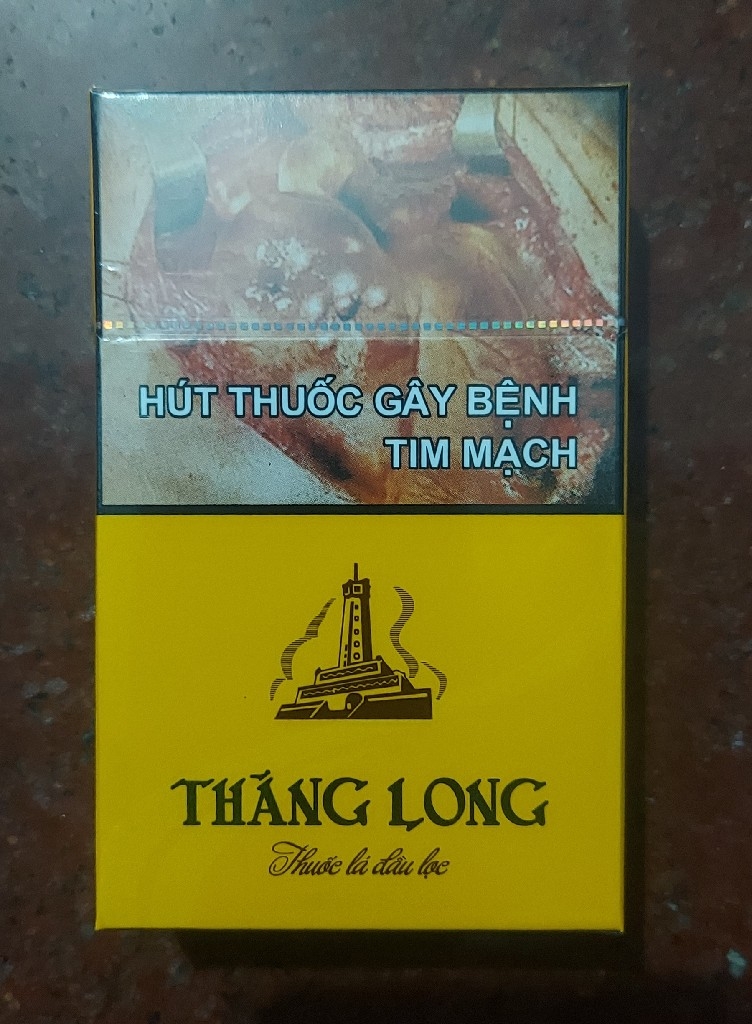 HÚT THUỐC GÂY BỆNH
TIM MẠCH
THĂNG LONG
Thuốc lá đầu lọc